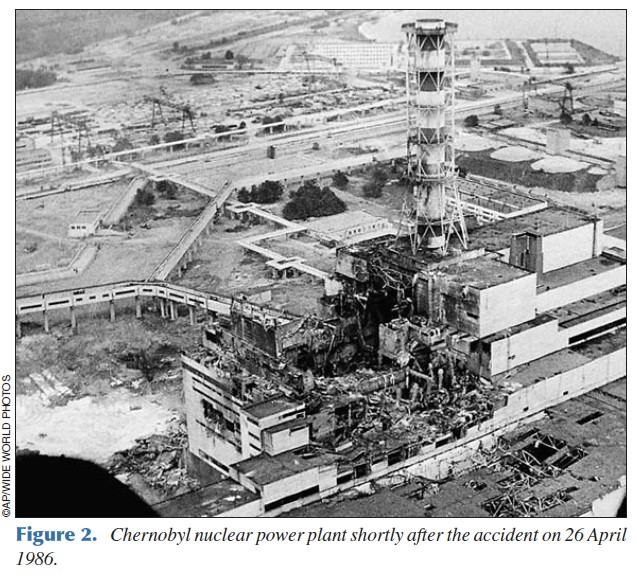 ©AP/WIDE WORLD PHOTOS
Figure 2. Chernobyl nuclear power plant shortly after the accident on 26 April
1986.